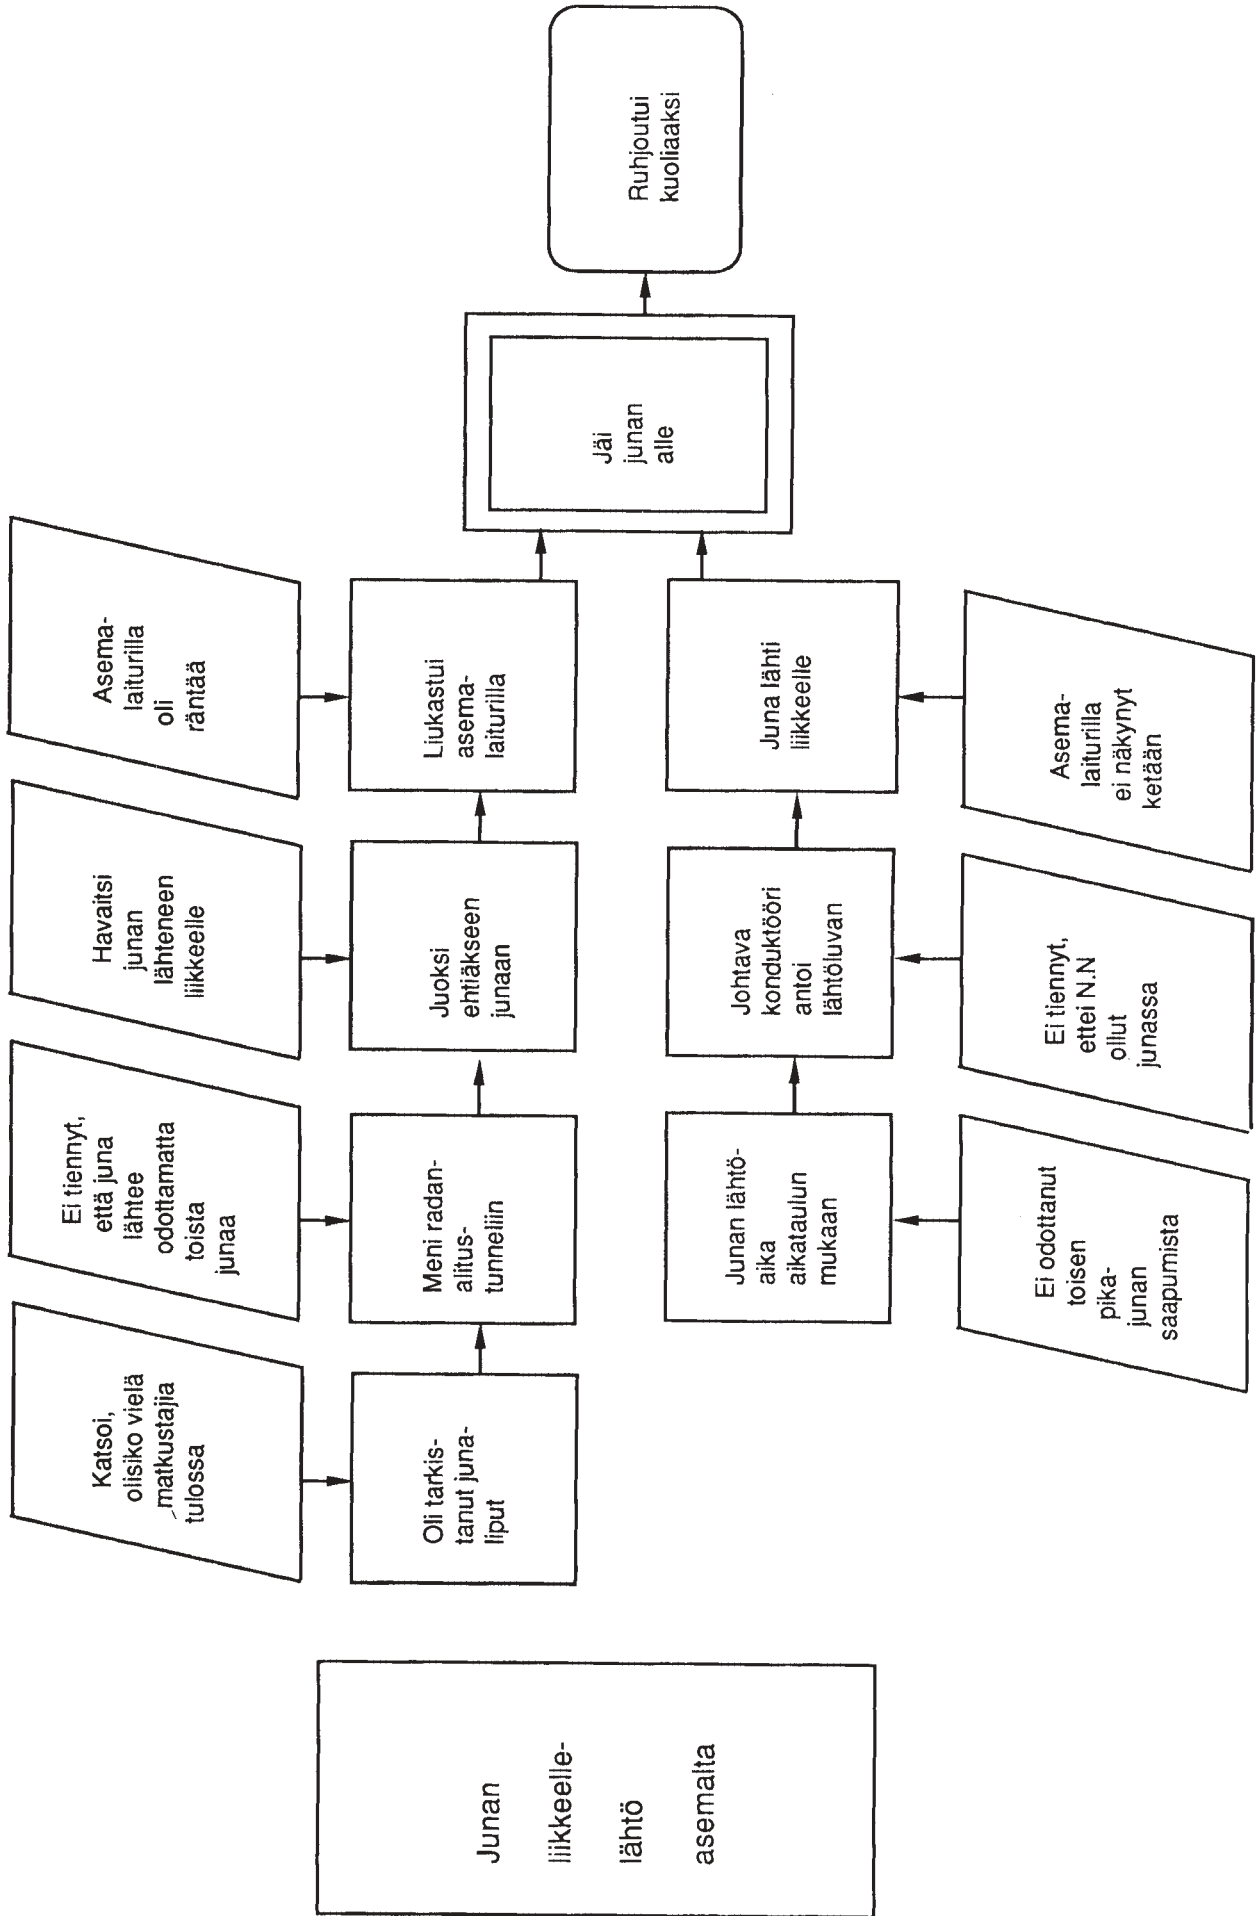 Junan
liikkeelle-
lähtö
asemalta
Katsoi,
olisiko vielä
matkustajia
tulossa
Ei tiennyt,
että juna
lähtee
odottamatta
toista
junaa
Havaitsi
junan
lähteneen
liikkeelle
Asema-
laiturilla
oli
räntää
Oli tarkis-
tanut juna-
liput
Meni radan-
alitus-
tunneliin
Juoksi
ehtiäkseen
junaan
Liukastui
asema-
laiturilla
Jäi
junan
alle
Ruhjoutui
kuoliaaksi
Junan lähtö-
aika
aikataulun
mukaan
Johtava
konduktööri
antoi
lähtöluvan
Juna lähti
liikkeelle
Ei odottanut
toisen
pika-
junan
saapumista
Ei tiennyt,
ettei N.N
ollut
junassa
Asema-
laiturilla
ei näkynyt
ketään